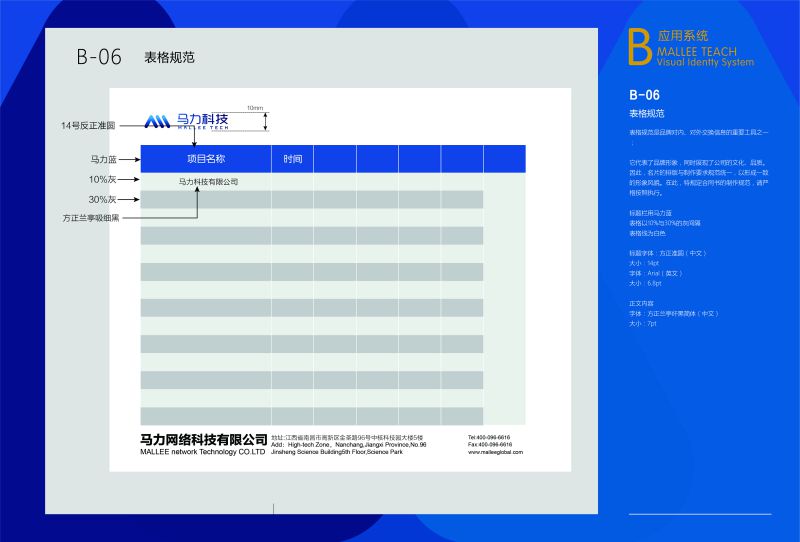 B-06 表格规范
10mm
马力科技
MALLEE TECH
14号反正准圆
马力蓝
项目名称 时间
10%灰
马力科技有限公司
30%灰
方正兰亭吸细黑
马力网络科技有限公司
MALLEE network Technology CO.LTD
地址:江西省南昌市高新区金茶路96号中核科技园大楼5楼
Add：High-tech Zone，Nanchang,Jiangxi Province,No.96
Jinsheng Science Building5th Floor,Science Park
Tel:400-096-6616
Fax:400-096-6616
www.malleeglobal.com
B 应用系统
MALLEE TEACH
Visual Identty System
B-06
表格规范
表格规范是品牌对内、对外交换信息的重要工具之一
；
它代表了品牌形象，同时展现了公司的文化、品质。
因此，名片的排版与制作要求规范统一，以形成一致
的形象风貌。在此，特规定合同书的制作规范，请严
格按照执行。
标题栏用马力蓝
表格以10%与30%的灰间隔
表格线为白色
标题字体：方正准圆（中文）
大小：14pt
字体：Arial（英文）
大小：6.8pt
正文内容
字体：方正兰亭纤黑简体（中文）
大小：7pt